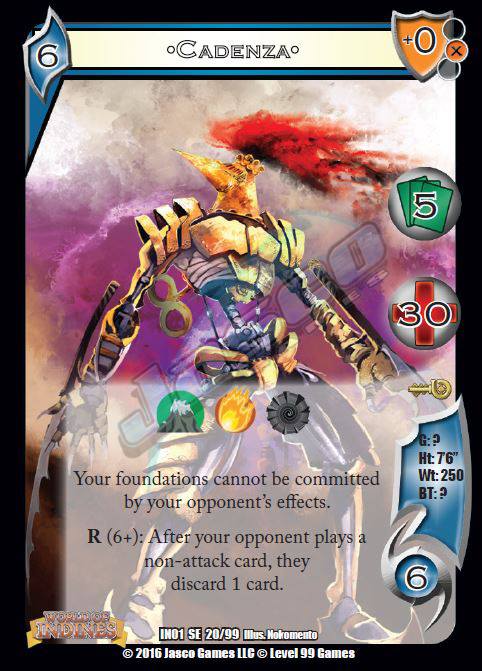 6
•CADENZA•
+0
5
30
G: ?
Ht: 7'6"
Wt: 250
BT: ?
Your foundations cannot be committed
by your opponent's effects.
R (6+): After your opponent plays a
non-attack card, they
discard 1 card.
6
WORLD OF
INDINES
IN01 SE 20/99 Illus. Nokomento
© 2016 Jasco Games LLC © Level 99 Games